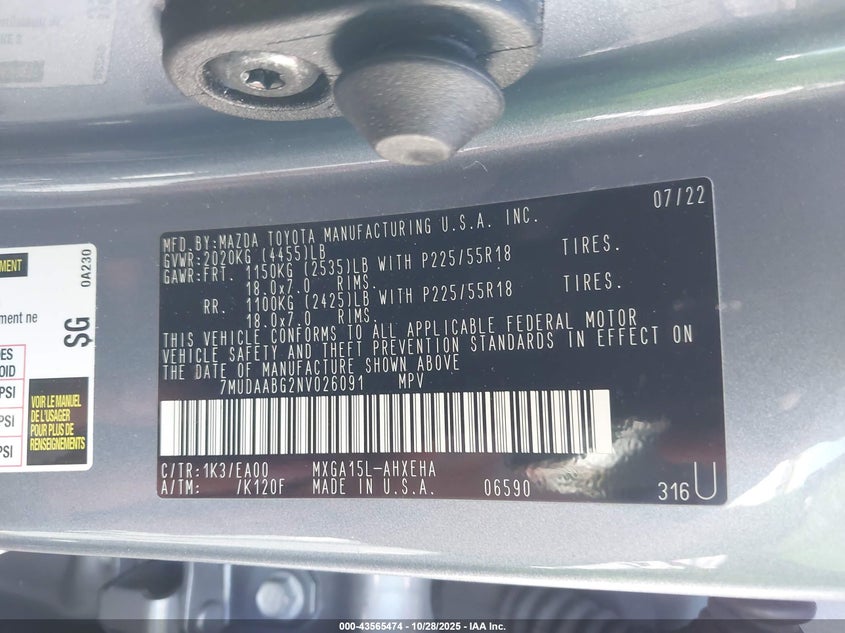 07/22
MFD.BY:MAZDA TOYOTA MANUFACTURING U.S.A. INC.
GVWR:2020KG (4455)LB
GAWR:FRT. 1150KG (2535)LB WITH P225/55R18 TIRES.
18.0x7.0 RIMS.
RR. 1100KG (2425)LB WITH P225/55R18 TIRES.
18.0x7.0 RIMS.
THIS VEHICLE CONFORMS TO ALL APPLICABLE FEDERAL MOTOR
VEHICLE SAFETY AND THEFT PREVENTION STANDARDS IN EFFECT ON
THE DATE OF MANUFACTURE SHOWN ABOVE
7MUDAABG2NV026091 MPV
C/TR:1K3/EA00 MXGA15L-AHXEHA
A/TM: /K120F MADE IN U.S.A. 06590
316 U
0A230
SG
VOIR LE MANUEL
DE L'USAGER
POUR PLUS DE
RENSEIGNEMENTS
PSI
PSI
PSI
000-43565474 • 10/28/2025 • IAA Inc.